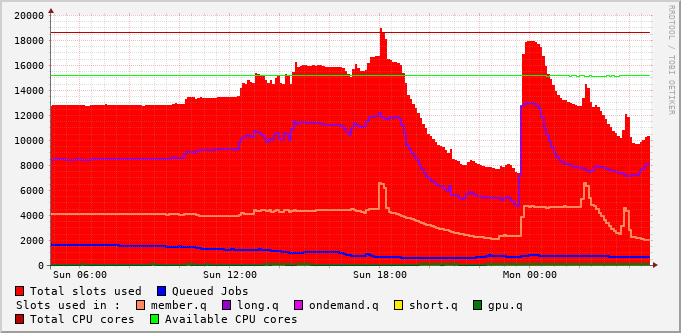 20000
18000
16000
14000
12000
10000
8000
6000
4000
2000
0
Sun 06:00 Sun 12:00 Sun 18:00 Mon 00:00
RRDTOOL / TOBI OETIKER
Total slots used Queued Jobs
Slots used in : member.q long.q ondemand.q short.q gpu.q
Total CPU cores Available CPU cores